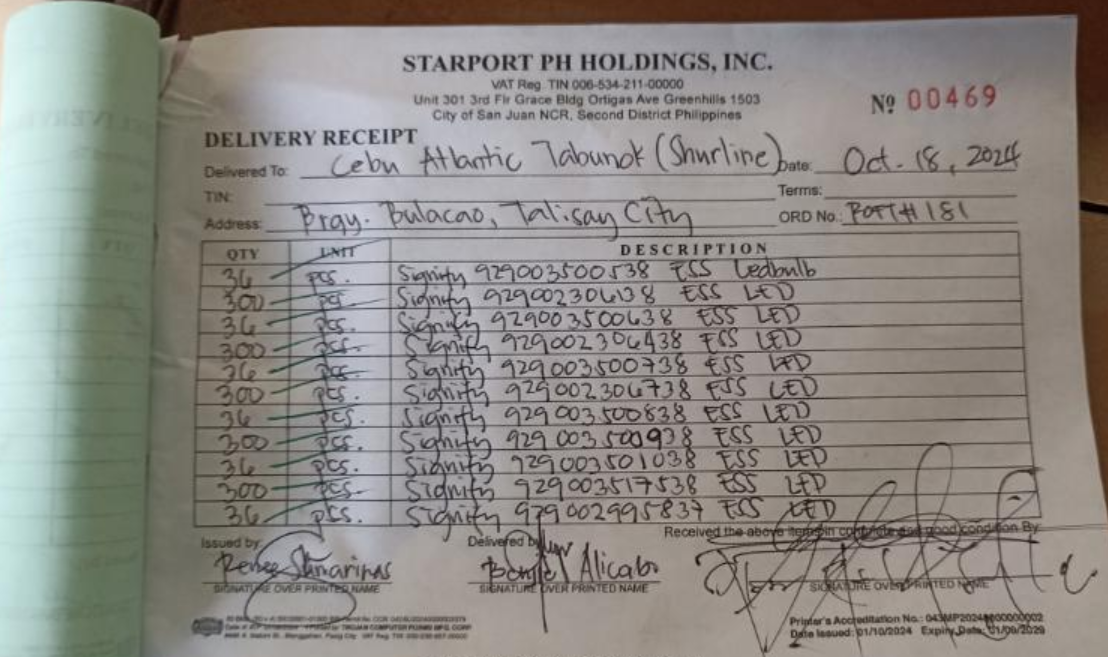 STARPORT PH HOLDINGS, INC.
VAT Reg. TIN 006-534-211-00000
Unit 301 3rd Flr Grace Bldg Ortigas Ave Greenhills 1503
City of San Juan NCR, Second District Philippines
Nº 00469
DELIVERY RECEIPT
Delivered To: Cebu Atlantic Tabunok (Shurline) Date: Oct. 18, 2024
TIN: Terms:
Address: Brgy. Bulacao, Talisay City ORD No.: 181
QTY UNIT DESCRIPTION
36 pcs. Signify 929003500538 ESS Ledbulb
300 pcs. Signify 929002306138 ESS LED
36 pcs. Signify 929003500638 ESS LED
300 pcs. Signify 929002306438 ESS LED
36 pcs. Signify 929003500738 ESS LED
300 pcs. Signify 929002306738 ESS LED
36 pcs. Signify 929003500838 ESS LED
300 pcs. Signify 929003500938 ESS LED
36 pcs. Signify 929003501038 ESS LED
300 pcs. Signify 929003517538 ESS LED
36 pcs. Signify 929002995837 ESS LED
Received the above items in complete and good condition By:
Issued by: Delivered by
Renee Alicabo
SIGNATURE OVER PRINTED NAME SIGNATURE OVER PRINTED NAME SIGNATURE OVER PRINTED NAME
Printer's Accreditation No.:
Date Issued: 01/10/2024 Expiry Date: 01/09/2029